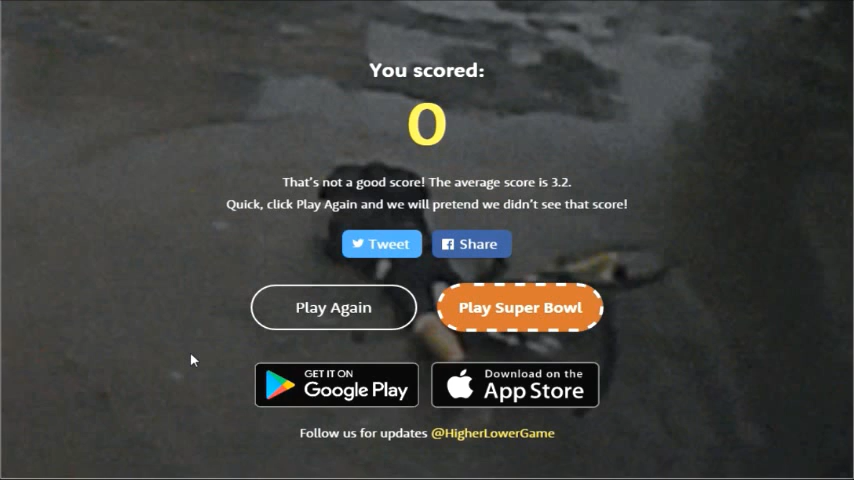 You scored:
0
That's not a good score! The average score is 3.2.
Quick, click Play Again and we will pretend we didn't see that score!
Tweet Share
Play Again Play Super Bowl
GET IT ON Download on the
Google Play App Store
Follow us for updates @HigherLowerGame